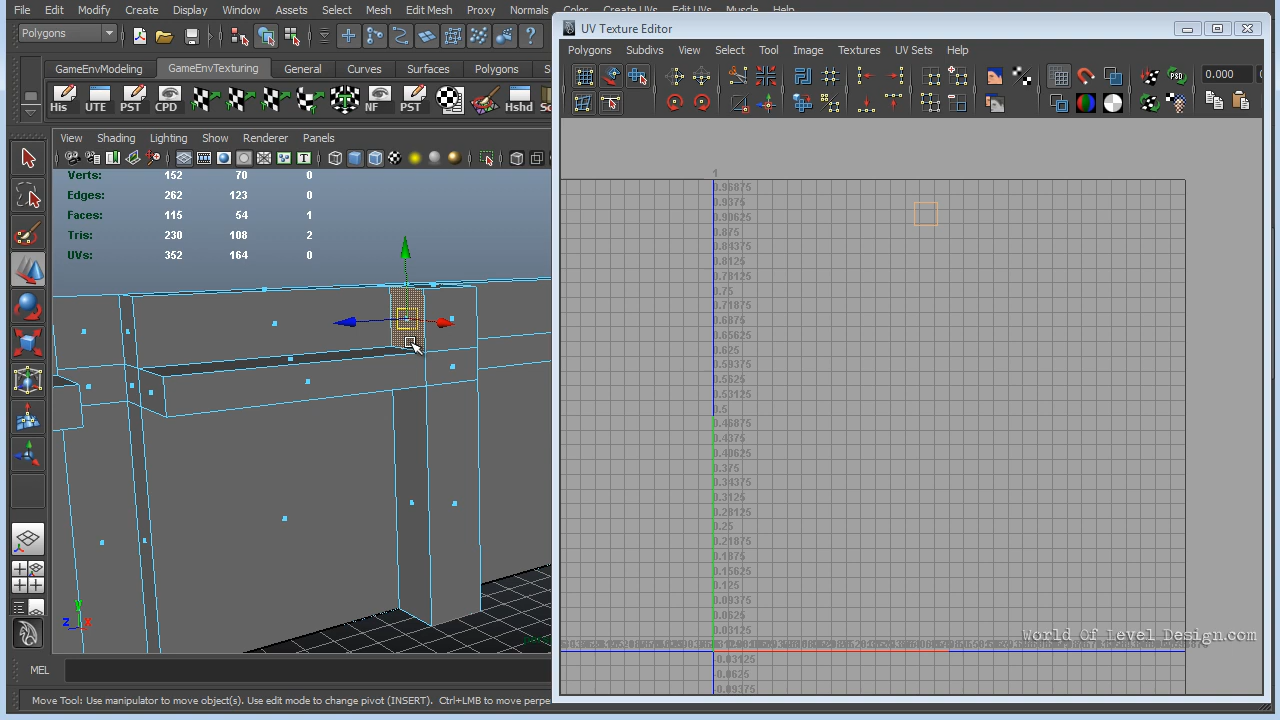 File Edit Modify Create Display Window Assets Select Mesh Edit Mesh Proxy Normals Color Create UVs Edit UVs Muscle Help
UV Texture Editor
Polygons
Polygons Subdivs View Select Tool Image Textures UV Sets Help
GameEnvModeling GameEnvTexturing General Curves Surfaces Polygons
0.000
His UTE PST CPD NF PST Hshd
View Shading Lighting Show Renderer Panels
Verts: 152 70 0
Edges: 262 123 0
Faces: 115 54 1
Tris: 230 108 2
UVs: 352 164 0
1
0.96875
0.9375
0.90625
0.875
0.84375
0.8125
0.78125
0.75
0.71875
0.6875
0.65625
0.625
0.59375
0.5625
0.53125
0.5
0.46875
0.4375
0.40625
0.375
0.34375
0.3125
0.28125
0.25
0.21875
0.1875
0.15625
0.125
0.09375
0.0625
0.03125
World Of Level Design.com
-0.03125
-0.0625
-0.09375
y
z x
MEL
Move Tool: Use manipulator to move object(s). Use edit mode to change pivot (INSERT). Ctrl+LMB to move perpe